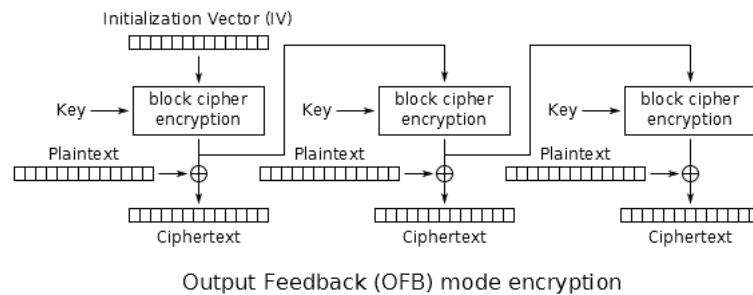 Initialization Vector (IV)
Key
block cipher
encryption
Key
block cipher
encryption
Key
block cipher
encryption
Plaintext
Plaintext
Plaintext
Ciphertext
Ciphertext
Ciphertext
Output Feedback (OFB) mode encryption